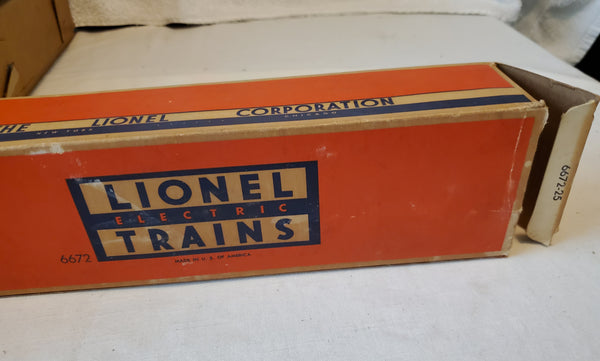 THE LIONEL CORPORATION
NEW YORK CHICAGO
LIONEL
ELECTRIC
TRAINS
6672
MADE IN U. S. OF AMERICA
6672-25